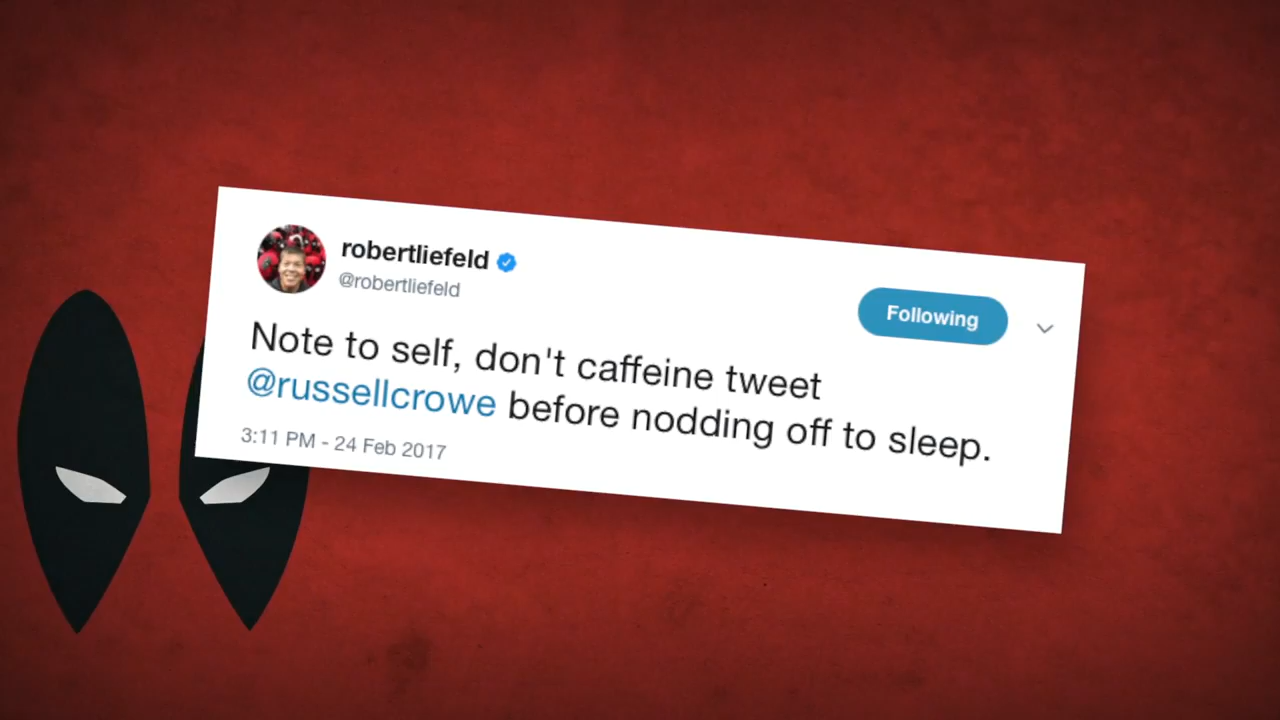 robertliefeld
@robertliefeld
Following
Note to self, don't caffeine tweet
@russellcrowe before nodding off to sleep.
3:11 PM - 24 Feb 2017